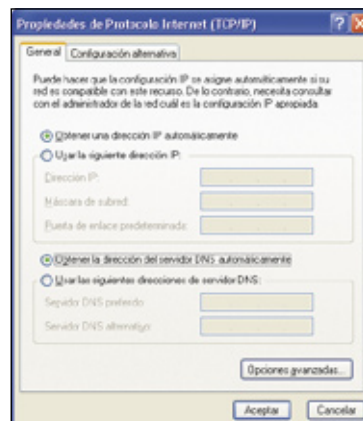 Propiedades de Protocolo Internet (TCP/IP)
General Configuración alternativa
Puede hacer que la configuración IP se asigne automáticamente si su
red es compatible con este recurso. De lo contrario, necesita consultar
con el administrador de la red cuál es la configuración IP apropiada.
Obtener una dirección IP automáticamente
Usar la siguiente dirección IP:
Dirección IP:
Máscara de subred:
Puerta de enlace predeterminada:
Obtener la dirección del servidor DNS automáticamente
Usar las siguientes direcciones de servidor DNS:
Servidor DNS preferido:
Servidor DNS alternativo:
Opciones avanzadas...
Aceptar Cancelar